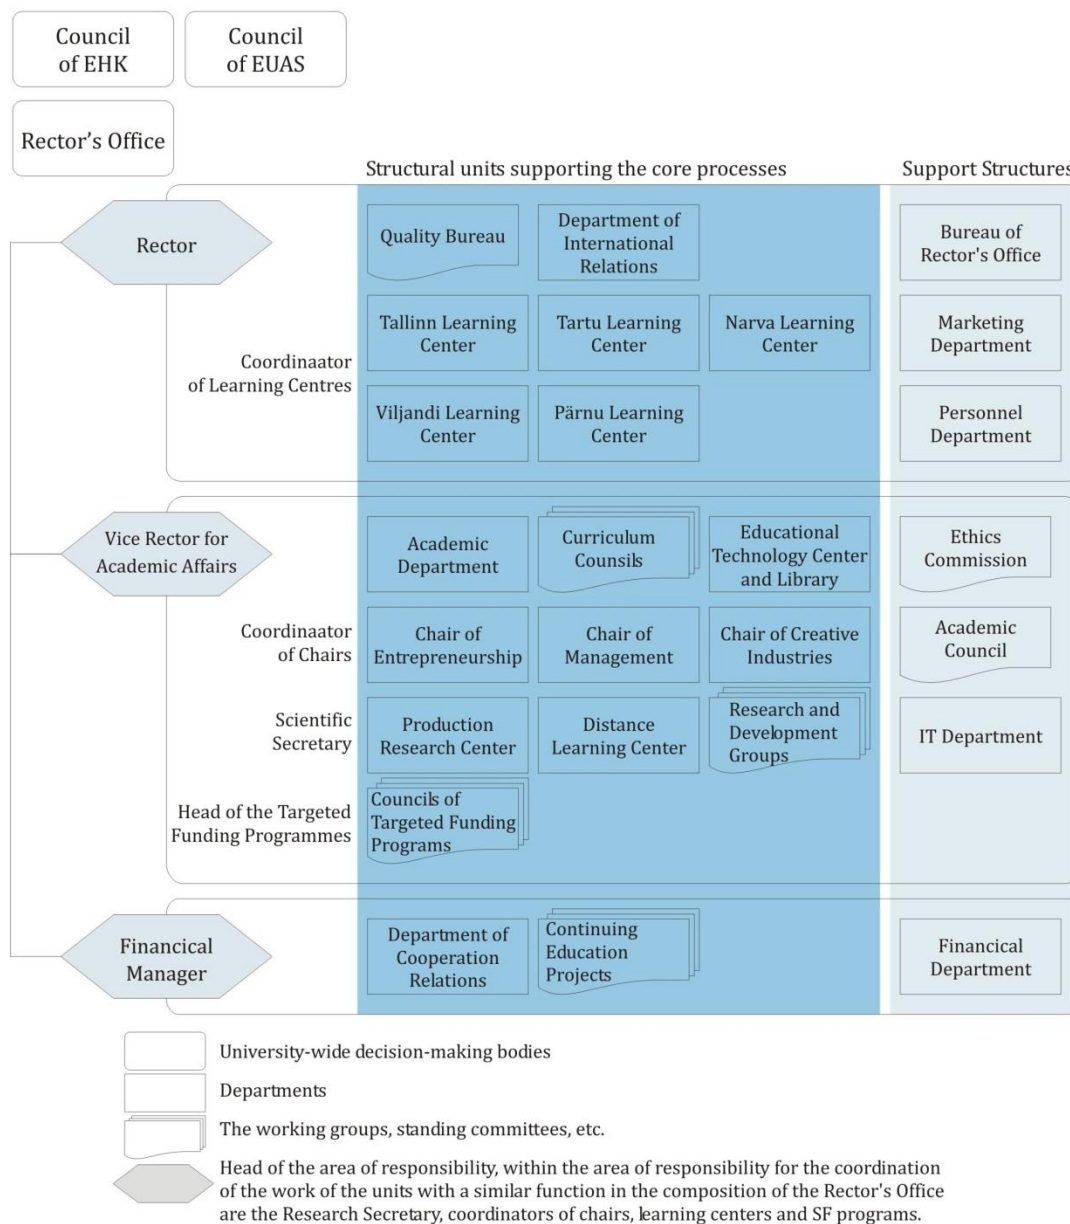 Council
of EHK
Council
of EUAS
Rector's Office
Structural units supporting the core processes
Support Structures
Rector
Quality Bureau
Department of
International
Relations
Bureau of
Rector's Office
Coordinaator
of Learning Centres
Tallinn Learning
Center
Tartu Learning
Center
Narva Learning
Center
Marketing
Department
Viljandi Learning
Center
Pärnu Learning
Center
Personnel
Department
Vice Rector for
Academic Affairs
Academic
Department
Curriculum
Counsils
Educational
Technology Center
and Library
Ethics
Commission
Coordinaator
of Chairs
Chair of
Entrepreneurship
Chair of
Management
Chair of Creative
Industries
Academic
Council
Scientific
Secretary
Production
Research Center
Distance
Learning Center
Research and
Development
Groups
IT Department
Head of the Targeted
Funding Programmes
Councils of
Targeted Funding
Programs
Financical
Manager
Department of
Cooperation
Relations
Continuing
Education
Projects
Financical
Department
University-wide decision-making bodies
Departments
The working groups, standing committees, etc.
Head of the area of responsibility, within the area of responsibility for the coordination
of the work of the units with a similar function in the composition of the Rector's Office
are the Research Secretary, coordinators of chairs, learning centers and SF programs.